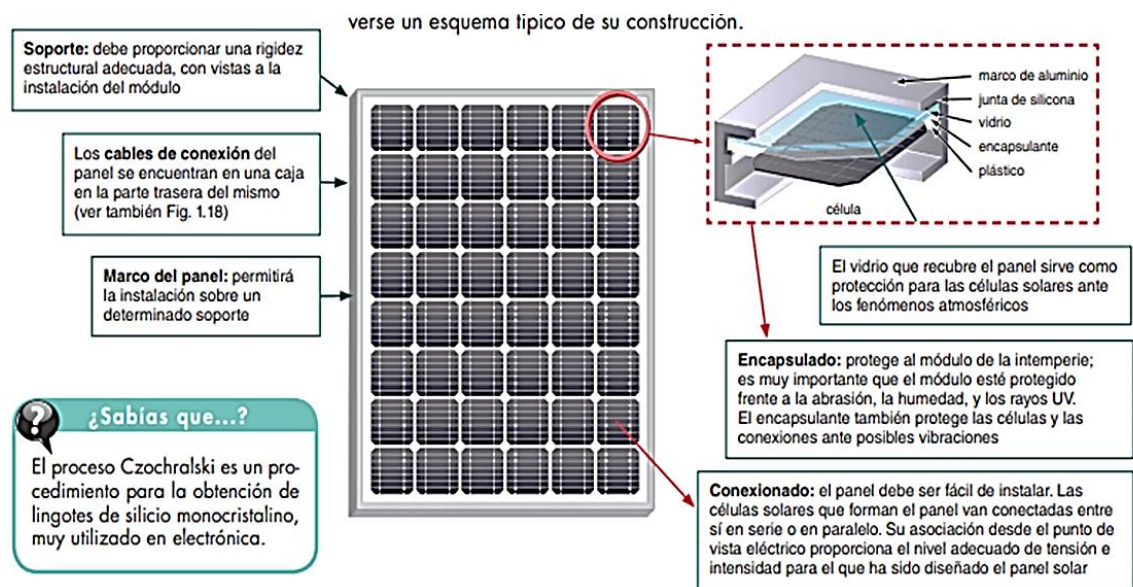 verse un esquema típico de su construcción.
Soporte: debe proporcionar una rigidez
estructural adecuada, con vistas a la
instalación del módulo
Los cables de conexión del
panel se encuentran en una caja
en la parte trasera del mismo
(ver también Fig. 1.18)
Marco del panel: permitirá
la instalación sobre un
determinado soporte
marco de aluminio
junta de silicona
vidrio
encapsulante
plástico
célula
El vidrio que recubre el panel sirve como
protección para las células solares ante
los fenómenos atmosféricos
Encapsulado: protege al módulo de la intemperie;
es muy importante que el módulo esté protegido
frente a la abrasión, la humedad, y los rayos UV.
El encapsulante también protege las células y las
conexiones ante posibles vibraciones
Conexionado: el panel debe ser fácil de instalar. Las
células solares que forman el panel van conectadas entre
sí en serie o en paralelo. Su asociación desde el punto de
vista eléctrico proporciona el nivel adecuado de tensión e
intensidad para el que ha sido diseñado el panel solar
?
¿Sabías que...?
El proceso Czochralski es un pro-
cedimiento para la obtención de
lingotes de silicio monocristalino,
muy utilizado en electrónica.